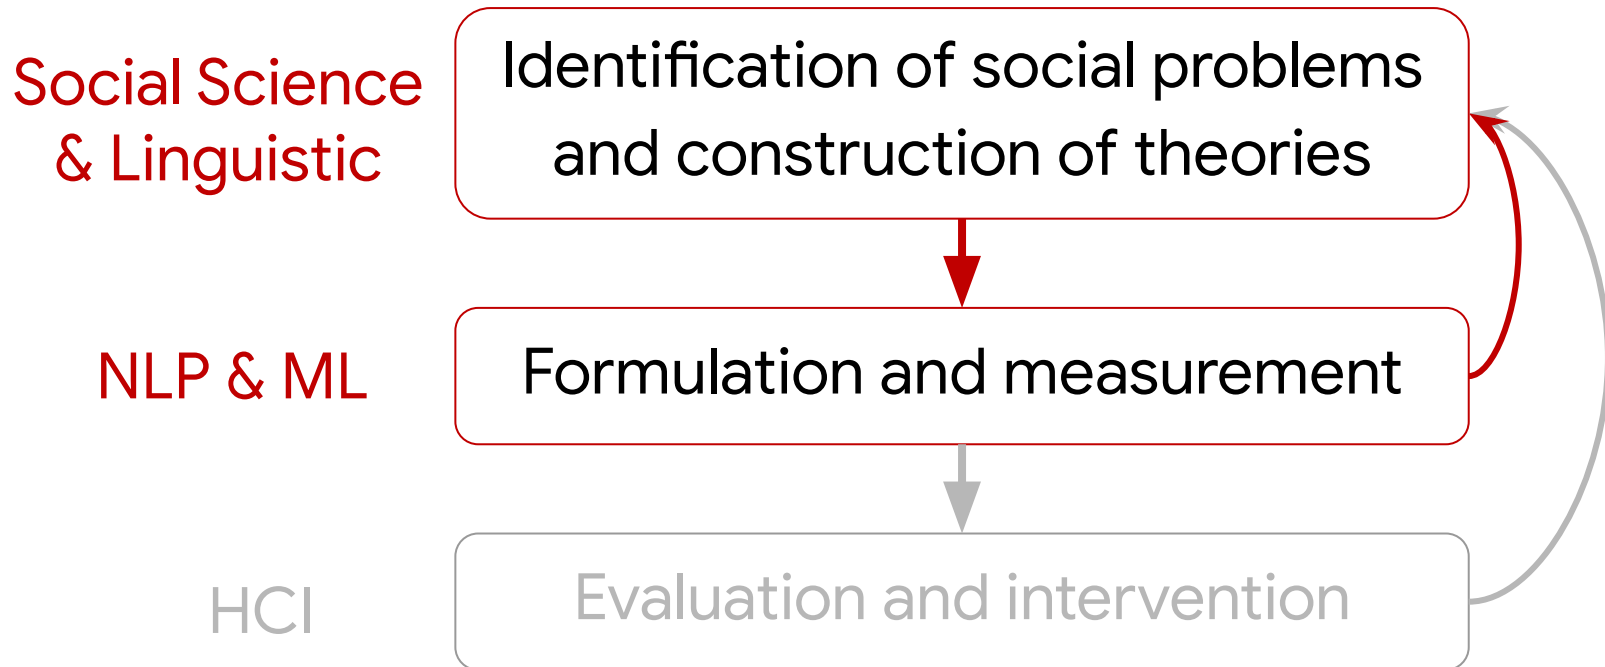 Social Science
& Linguistic
Identification of social problems
and construction of theories
NLP & ML
Formulation and measurement
HCI
Evaluation and intervention